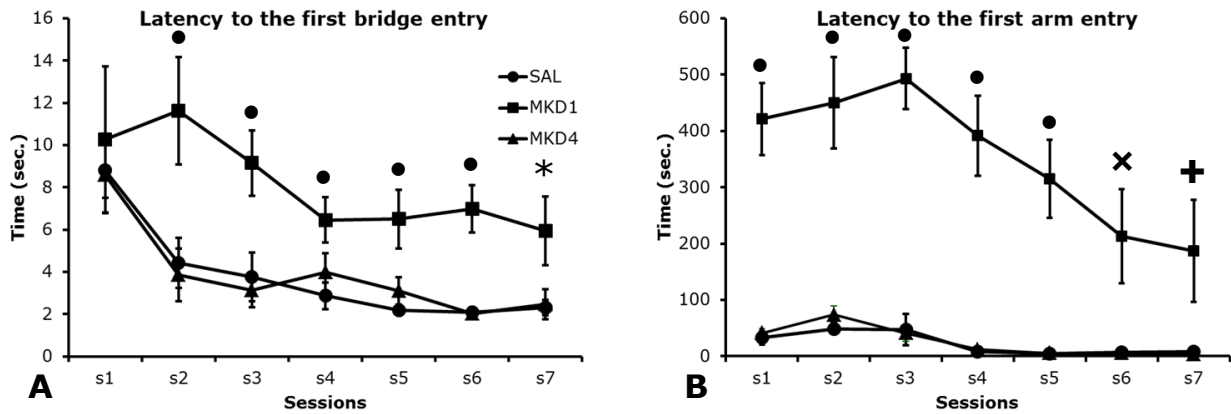 Latency to the first bridge entry
16
14
12
10
8
6
4
2
0
Time (sec.)
SAL
MKD1
MKD4
*
s1 s2 s3 s4 s5 s6 s7
Sessions
A
Latency to the first arm entry
600
500
400
300
200
100
0
Time (sec.)
×
+
s1 s2 s3 s4 s5 s6 s7
Sessions
B